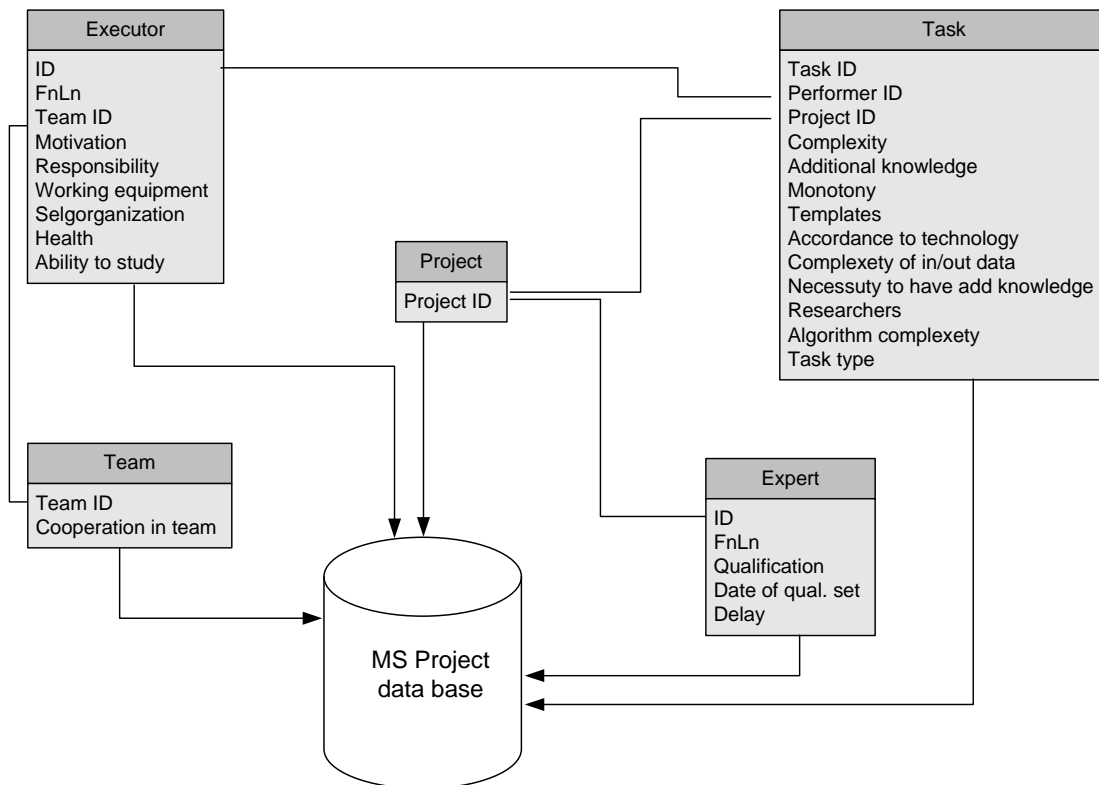 Executor
ID
FnLn
Team ID
Motivation
Responsibility
Working equipment
Selgorganization
Health
Ability to study
Task
Task ID
Performer ID
Project ID
Complexity
Additional knowledge
Monotony
Templates
Accordance to technology
Complexety of in/out data
Necessuty to have add knowledge
Researchers
Algorithm complexety
Task type
Project
Project ID
Team
Team ID
Cooperation in team
Expert
ID
FnLn
Qualification
Date of qual. set
Delay
MS Project
data base